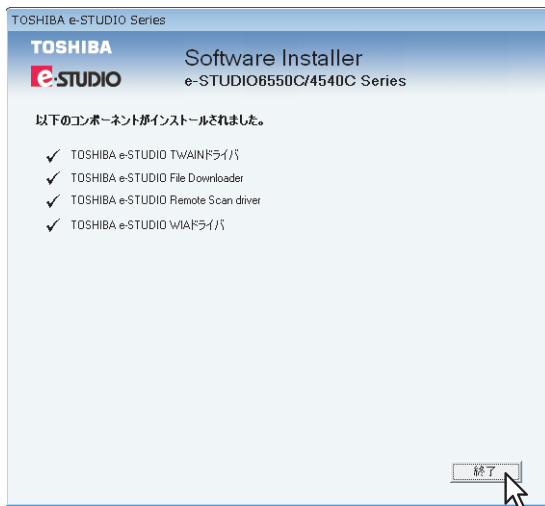 TOSHIBA e-STUDIO Series
TOSHIBA
e-STUDIO
Software Installer
e-STUDIO6550C/4540C Series
以下のコンポーネントがインストールされました。
TOSHIBA e-STUDIO TWAINドライバ
TOSHIBA e-STUDIO File Downloader
TOSHIBA e-STUDIO Remote Scan driver
TOSHIBA e-STUDIO WIAドライバ
終了